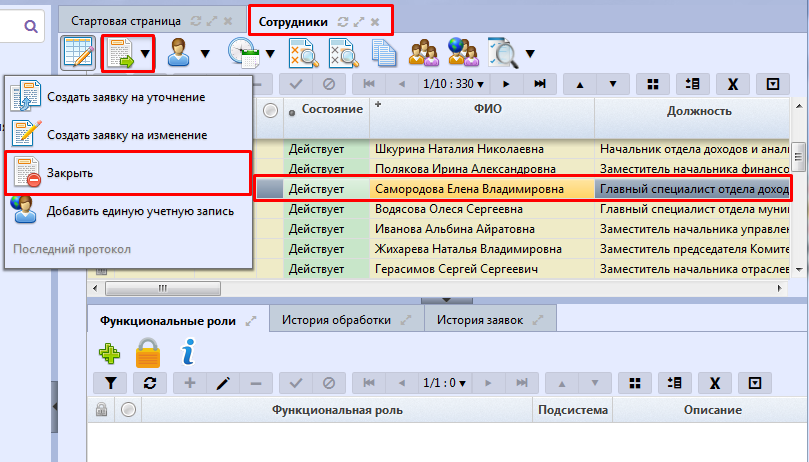 Стартовая страница
Сотрудники
1/10 : 330
Создать заявку на уточнение
Создать заявку на изменение
Закрыть
Добавить единую учетную запись
Последний протокол
Состояние ФИО Должность
Действует Шкурина Наталия Николаевна Начальник отдела доходов и анал
Действует Полякова Ирина Александровна Заместитель начальника финансо
Действует Самородова Елена Владимировна Главный специалист отдела доход
Действует Водясова Олеся Сергеевна Главный специалист отдела муни
Действует Иванова Альбина Айратовна Заместитель начальника управлен
Действует Жихарева Наталья Владимировна Заместитель председателя Комите
Действует Герасимов Сергей Сергеевич Заместитель начальника отраслев
Функциональные роли История обработки История заявок
1/1 : 0
Функциональная роль Подсистема Описание